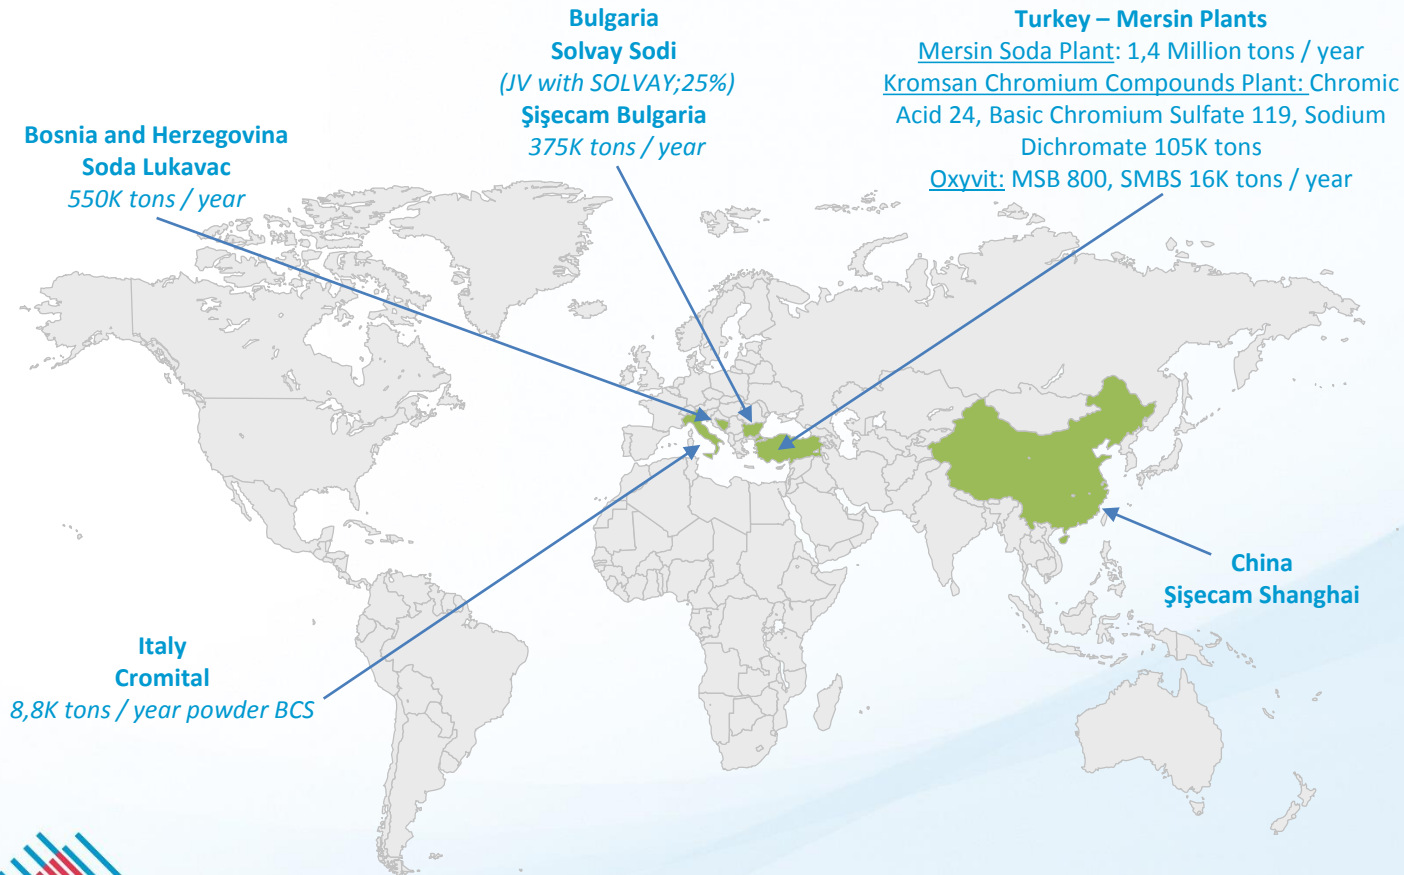 Bulgaria
Solvay Sodi
(JV with SOLVAY;25%)
Şişecam Bulgaria
375K tons / year
Turkey – Mersin Plants
Mersin Soda Plant: 1,4 Million tons / year
Kromsan Chromium Compounds Plant: Chromic
Acid 24, Basic Chromium Sulfate 119, Sodium
Dichromate 105K tons
Oxyvit: MSB 800, SMBS 16K tons / year
Bosnia and Herzegovina
Soda Lukavac
550K tons / year
China
Şişecam Shanghai
Italy
Cromital
8,8K tons / year powder BCS